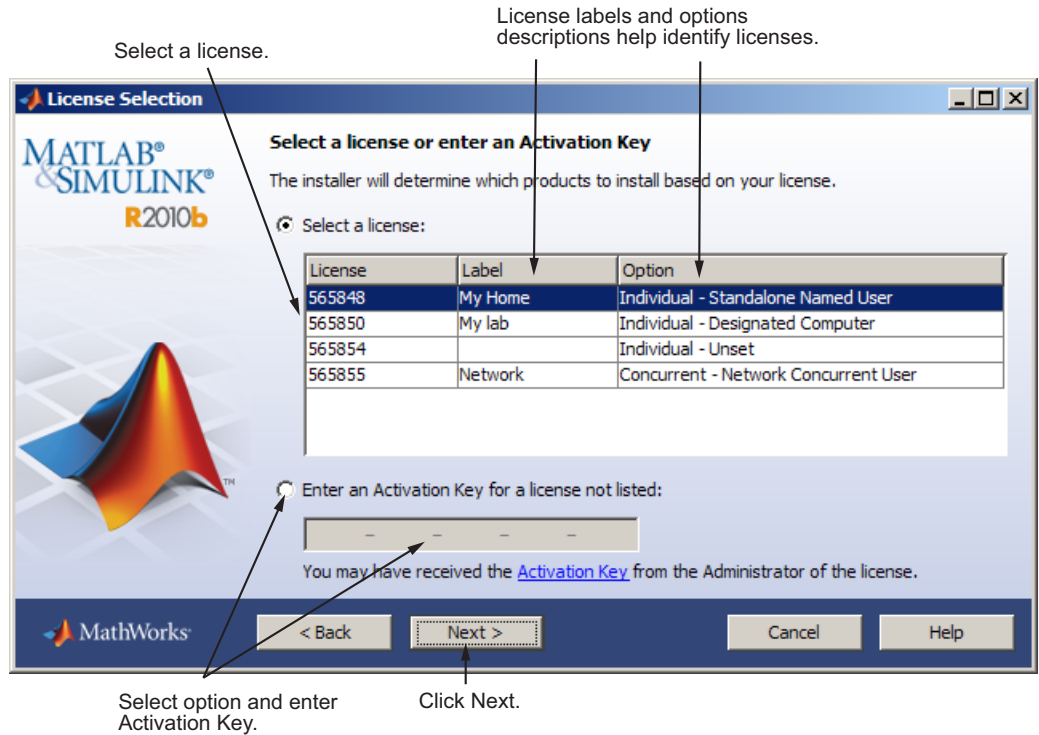 License labels and options
descriptions help identify licenses.
Select a license.
License Selection
MATLAB®
&SIMULINK®
R2010b
Select a license or enter an Activation Key
The installer will determine which products to install based on your license.
Select a license:
License Label Option
565848 My Home Individual - Standalone Named User
565850 My lab Individual - Designated Computer
565854 Individual - Unset
565855 Network Concurrent - Network Concurrent User
TM
Enter an Activation Key for a license not listed:
– – – –
You may have received the Activation Key from the Administrator of the license.
MathWorks
< Back Next > Cancel Help
Select option and enter
Activation Key.
Click Next.